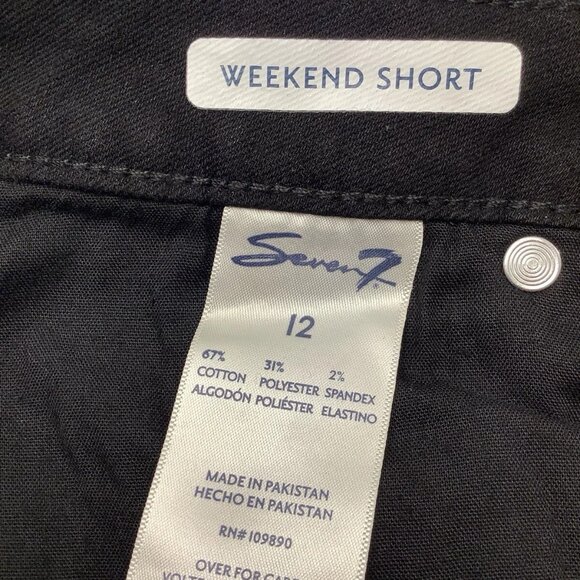 WEEKEND SHORT
Seven7
12
67% 31% 2%
COTTON POLYESTER SPANDEX
ALGODÓN POLIÉSTER ELASTINO
MADE IN PAKISTAN
HECHO EN PAKISTAN
RN# 109890
OVER FOR CARE